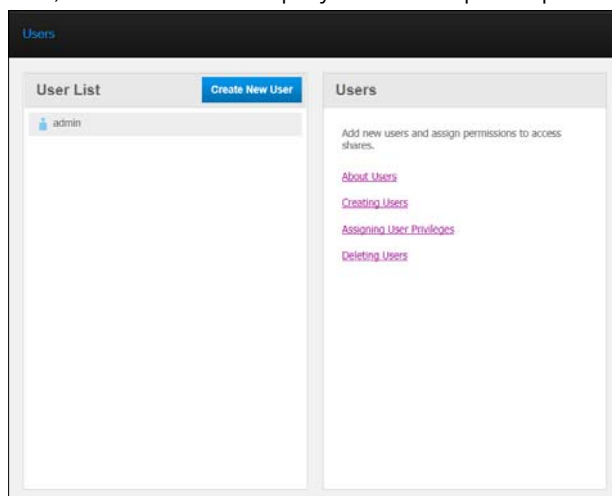 Users
User List
Create New User
admin
Users
Add new users and assign permissions to access
shares.
About Users
Creating Users
Assigning User Privileges
Deleting Users